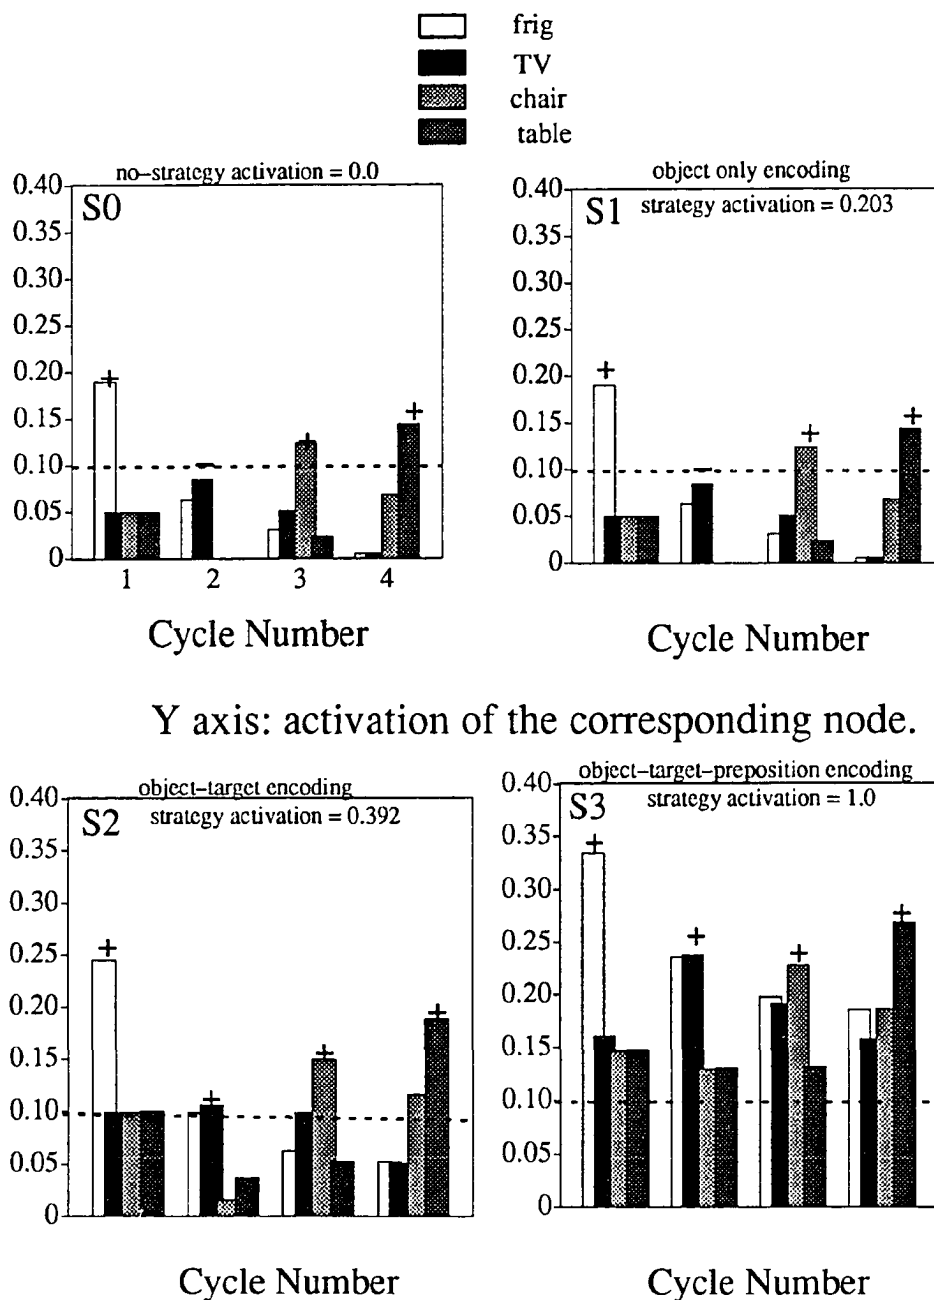 frig
TV
chair
table
no–strategy activation = 0.0
S0
0.40
0.35
0.30
0.25
0.20
0.15
0.10
0.05
0
1 2 3 4
Cycle Number
object only encoding
S1 strategy activation = 0.203
0.40
0.35
0.30
0.25
0.20
0.15
0.10
0.05
0
Cycle Number
Y axis: activation of the corresponding node.
object–target encoding
S2 strategy activation = 0.392
0.40
0.35
0.30
0.25
0.20
0.15
0.10
0.05
0
Cycle Number
object–target–preposition encoding
S3 strategy activation = 1.0
0.40
0.35
0.30
0.25
0.20
0.15
0.10
0.05
0
Cycle Number